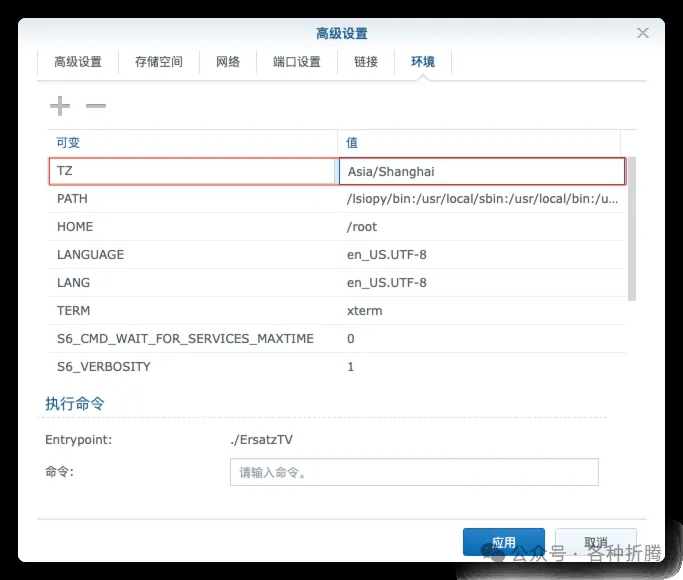 高级设置
高级设置 存储空间 网络 端口设置 链接 环境
可变 值
TZ Asia/Shanghai
PATH /lsiopy/bin:/usr/local/sbin:/usr/local/bin:/u...
HOME /root
LANGUAGE en_US.UTF-8
LANG en_US.UTF-8
TERM xterm
S6_CMD_WAIT_FOR_SERVICES_MAXTIME 0
S6_VERBOSITY 1
执行命令
Entrypoint: ./ErsatzTV
命令: 请输入命令。
应用 取消
公众号 · 各种折腾